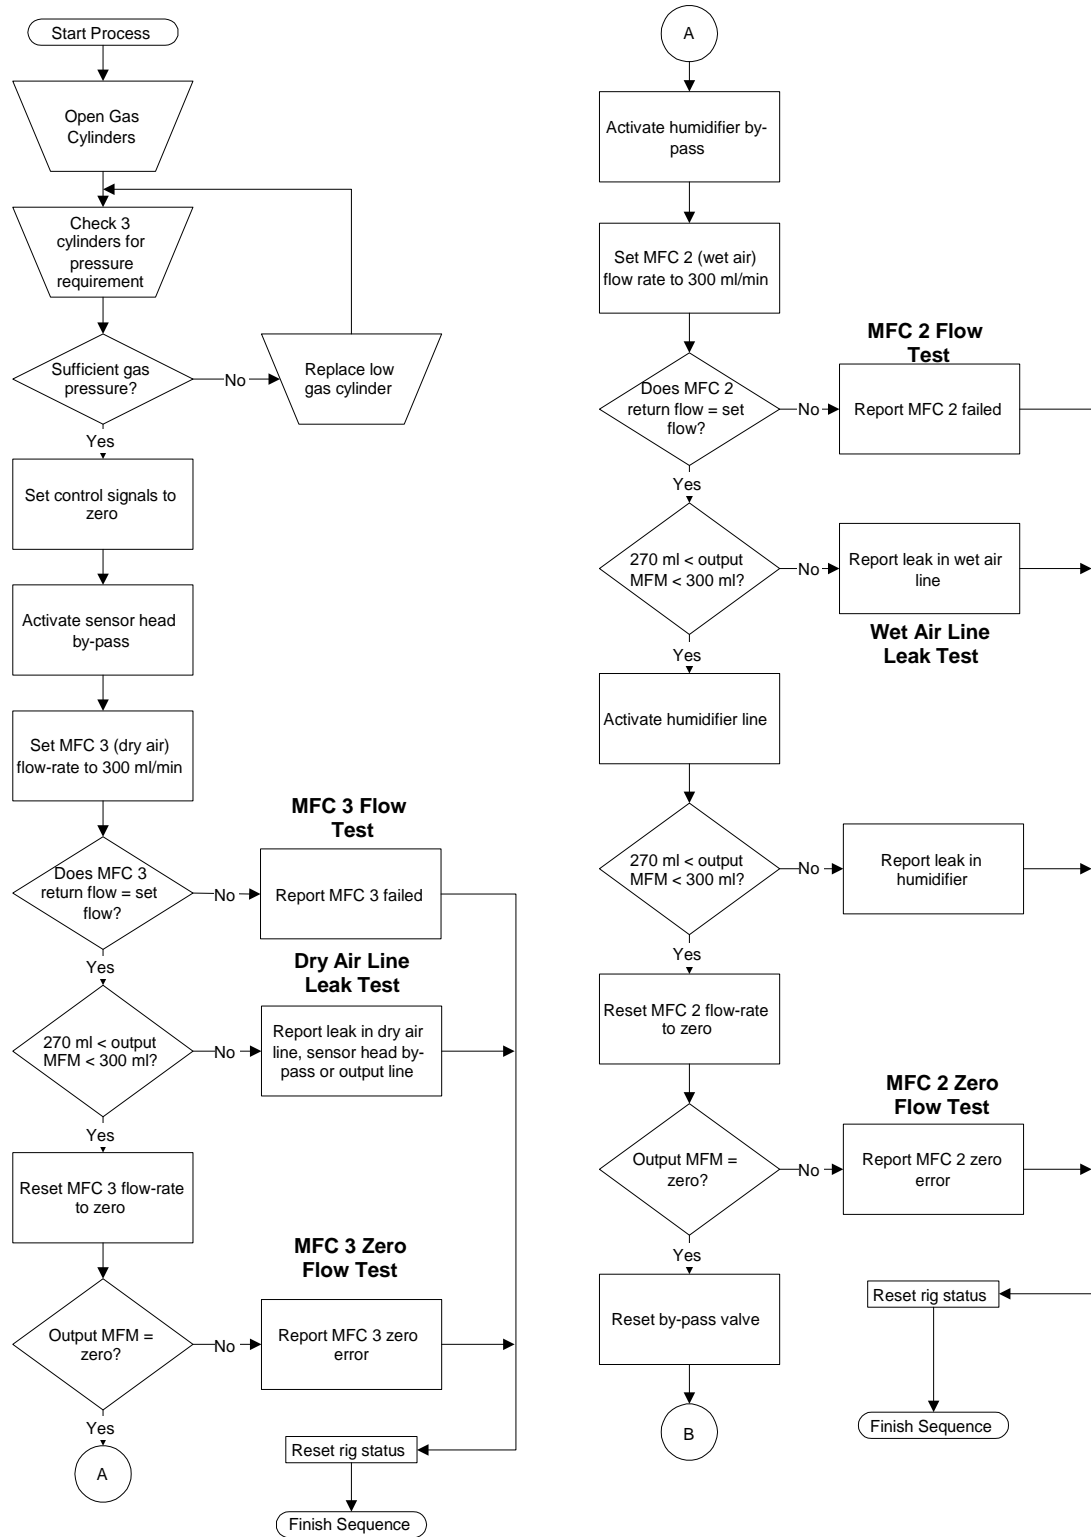 Start Process
Open Gas
Cylinders
Check 3
cylinders for
pressure
requirement
Sufficient gas
pressure?
No
Replace low
gas cylinder
Yes
Set control signals to
zero
Activate sensor head
by-pass
Set MFC 3 (dry air)
flow-rate to 300 ml/min
MFC 3 Flow
Test
Does MFC 3
return flow = set
flow?
No
Report MFC 3 failed
Yes
Dry Air Line
Leak Test
270 ml < output
MFM < 300 ml?
No
Report leak in dry air
line, sensor head by-
pass or output line
Yes
Reset MFC 3 flow-rate
to zero
MFC 3 Zero
Flow Test
Output MFM =
zero?
No
Report MFC 3 zero
error
Yes
A
Reset rig status
Finish Sequence
A
Activate humidifier by-
pass
Set MFC 2 (wet air)
flow rate to 300 ml/min
MFC 2 Flow
Test
Does MFC 2
return flow = set
flow?
No
Report MFC 2 failed
Yes
270 ml < output
MFM < 300 ml?
No
Report leak in wet air
line
Wet Air Line
Leak Test
Yes
Activate humidifier line
270 ml < output
MFM < 300 ml?
No
Report leak in
humidifier
Yes
Reset MFC 2 flow-rate
to zero
MFC 2 Zero
Flow Test
Output MFM =
zero?
No
Report MFC 2 zero
error
Yes
Reset by-pass valve
B
Reset rig status
Finish Sequence